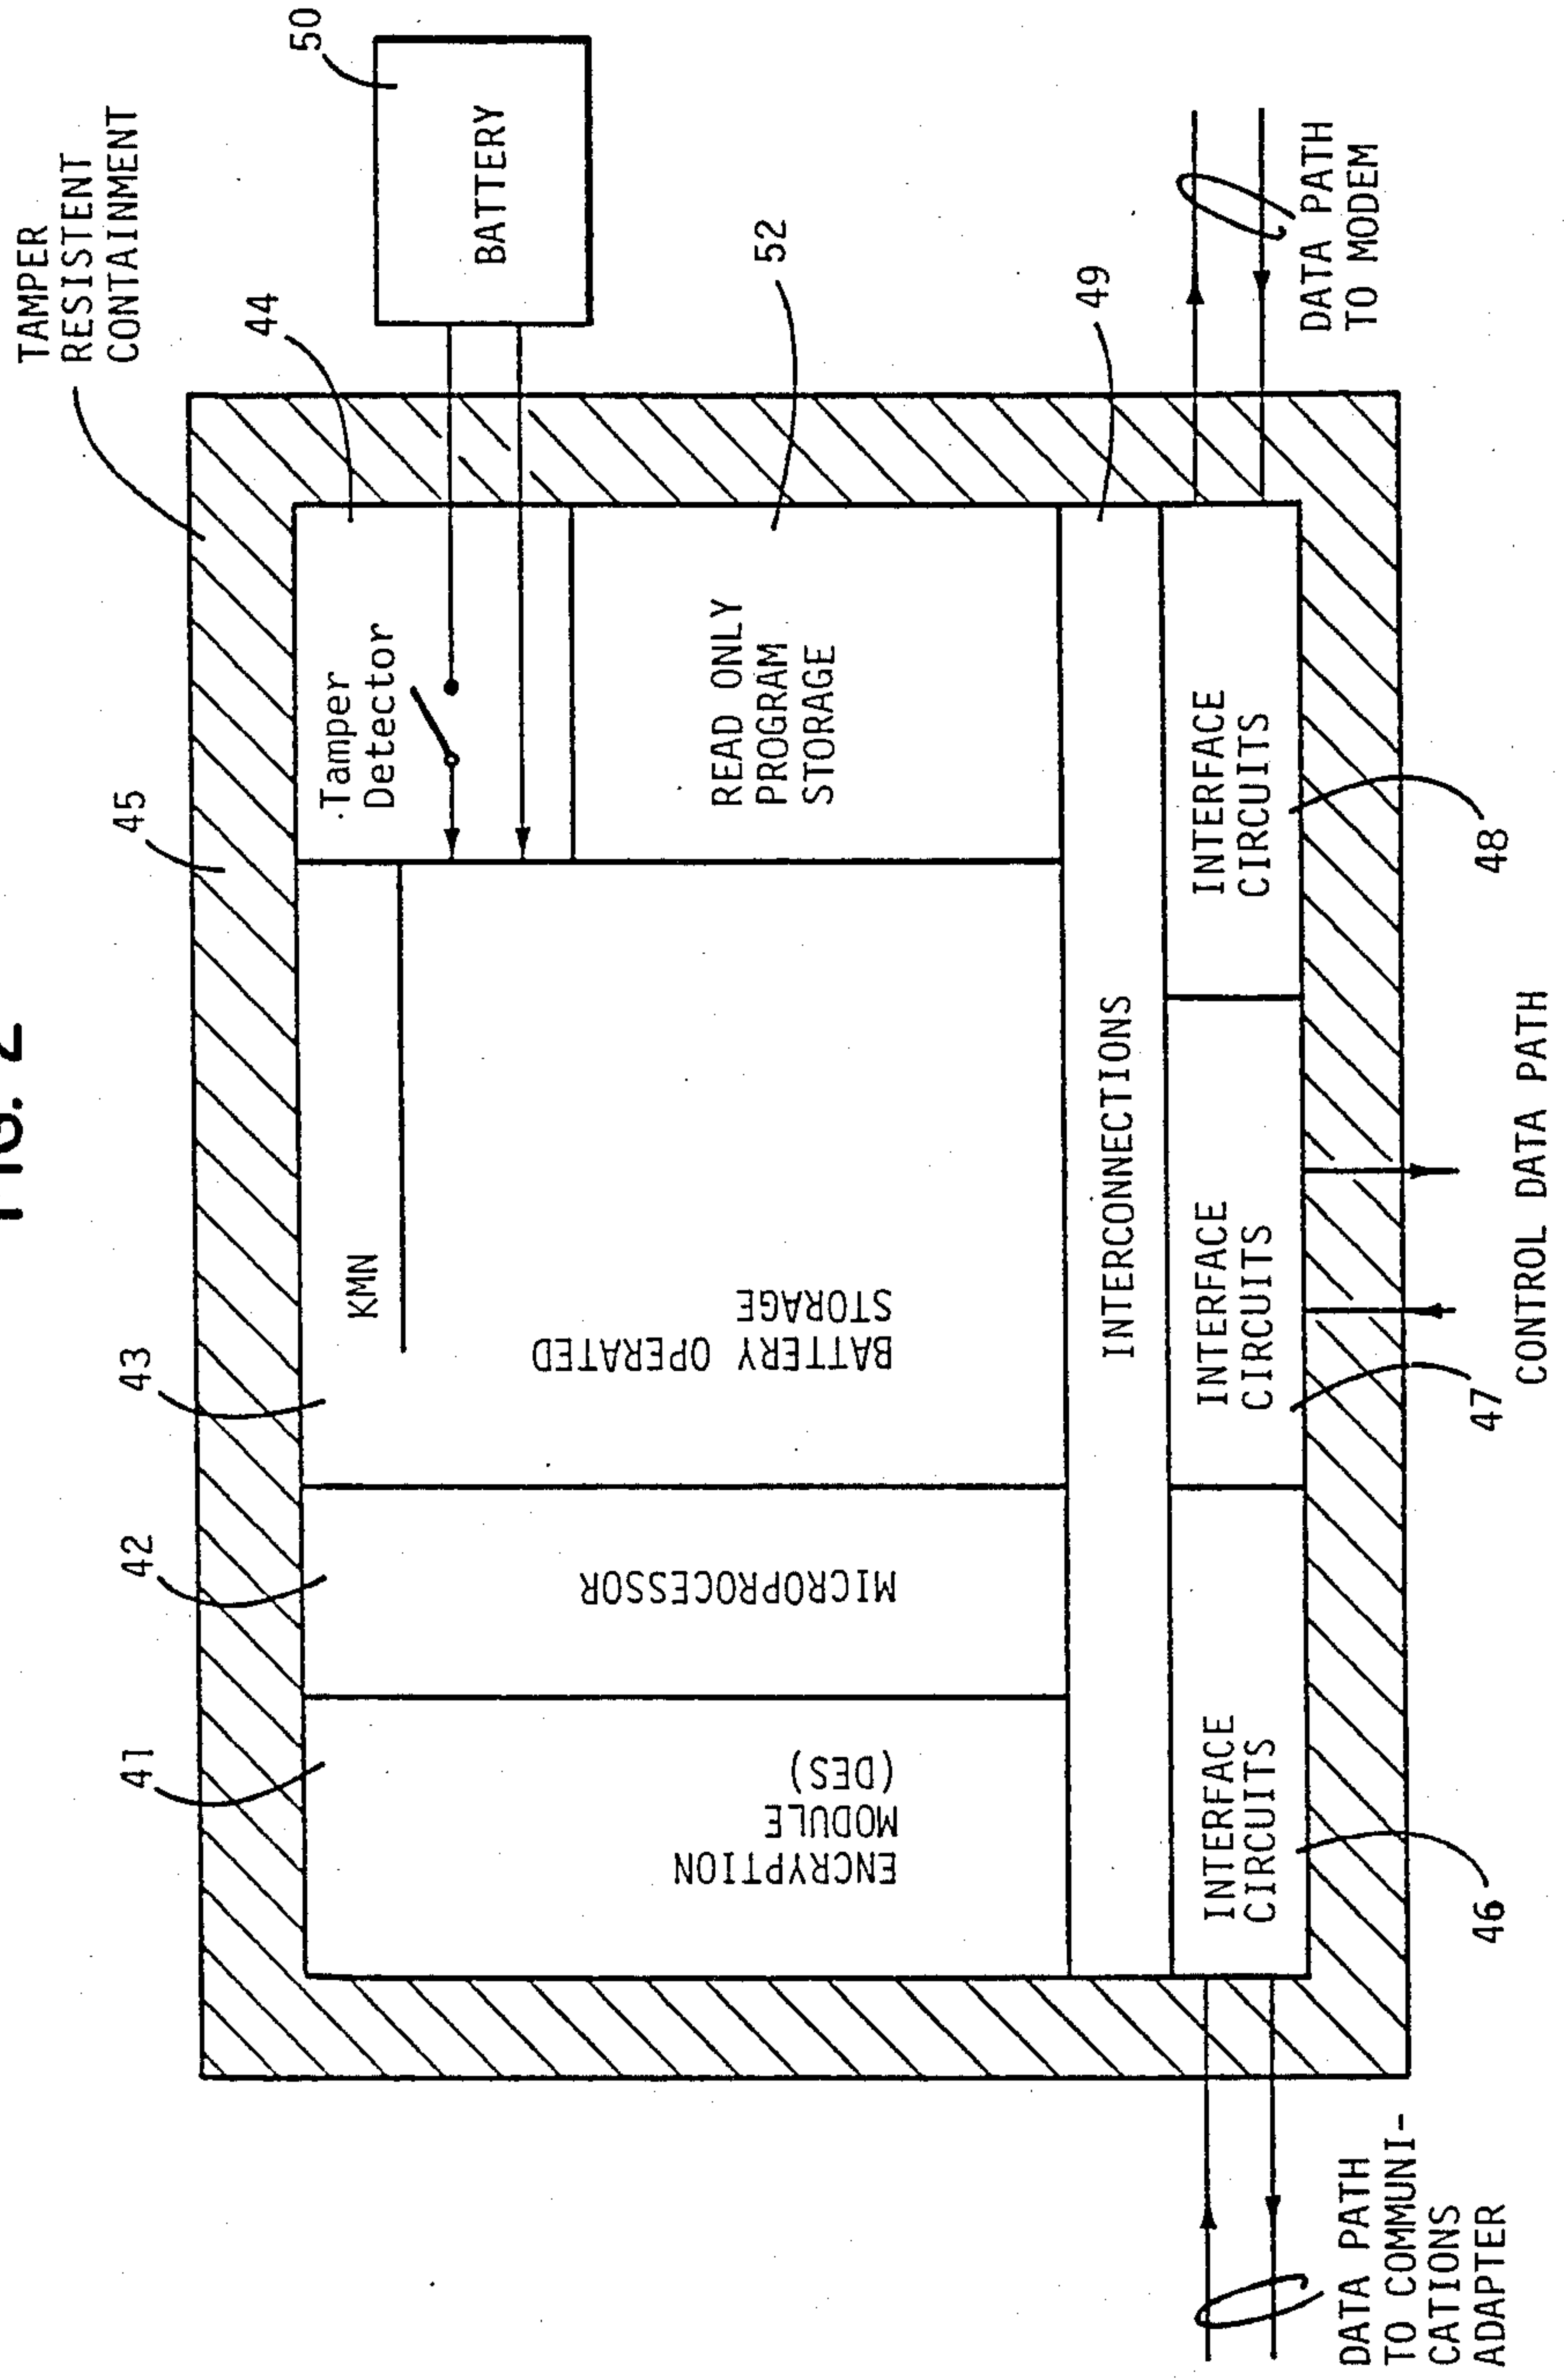 FIG. 2
TAMPER
RESISTENT
CONTAINMENT
45
44
50
BATTERY
43
42
41
KMN
Tamper
Detector
52
READ ONLY
PROGRAM
STORAGE
BATTERY OPERATED
STORAGE
MICROPROCESSOR
ENCRYPTION
MODULE
(DES)
49
INTERCONNECTIONS
INTERFACE
CIRCUITS
46
INTERFACE
CIRCUITS
47
INTERFACE
CIRCUITS
48
DATA PATH
TO COMMUNI-
CATIONS
ADAPTER
CONTROL DATA PATH
DATA PATH
TO MODEM